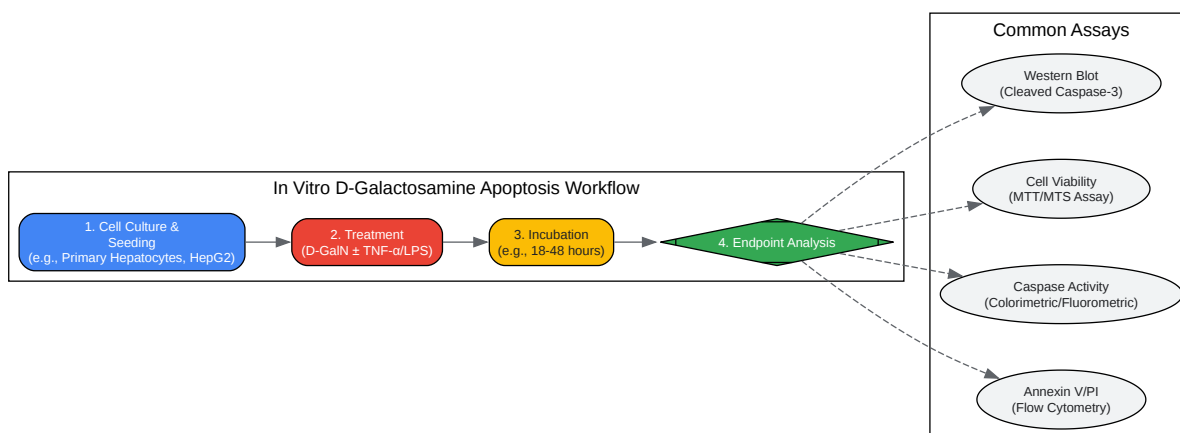 Common Assays
Western Blot
(Cleaved Caspase-3)
Cell Viability
(MTT/MTS Assay)
Caspase Activity
(Colorimetric/Fluorometric)
Annexin V/PI
(Flow Cytometry)
In Vitro D-Galactosamine Apoptosis Workflow
1. Cell Culture &
Seeding
(e.g., Primary Hepatocytes, HepG2)
2. Treatment
(D-GalN ± TNF-α/LPS)
3. Incubation
(e.g., 18-48 hours)
4. Endpoint Analysis